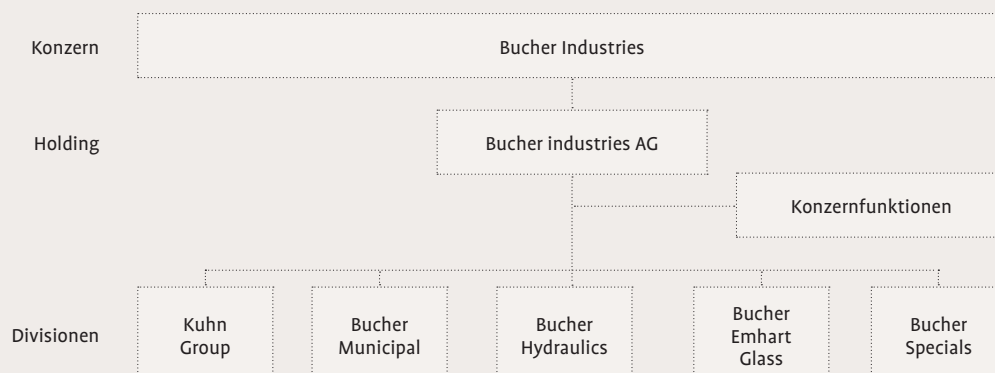 Konzern
Bucher Industries
Holding
Bucher industries AG
Konzernfunktionen
Divisionen
Kuhn
Group
Bucher
Municipal
Bucher
Hydraulics
Bucher
Emhart
Glass
Bucher
Specials